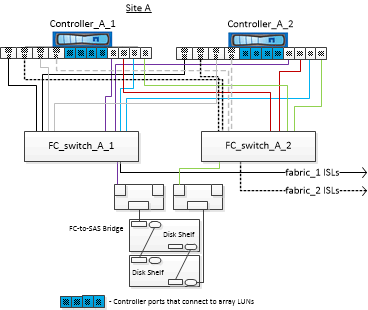 Site A
Controller_A_1
Controller_A_2
FC_switch_A_1
FC_switch_A_2
fabric_1 ISLs
fabric_2 ISLs
FC-to-SAS Bridge
Disk Shelf
Disk Shelf
- Controller ports that connect to array LUNs